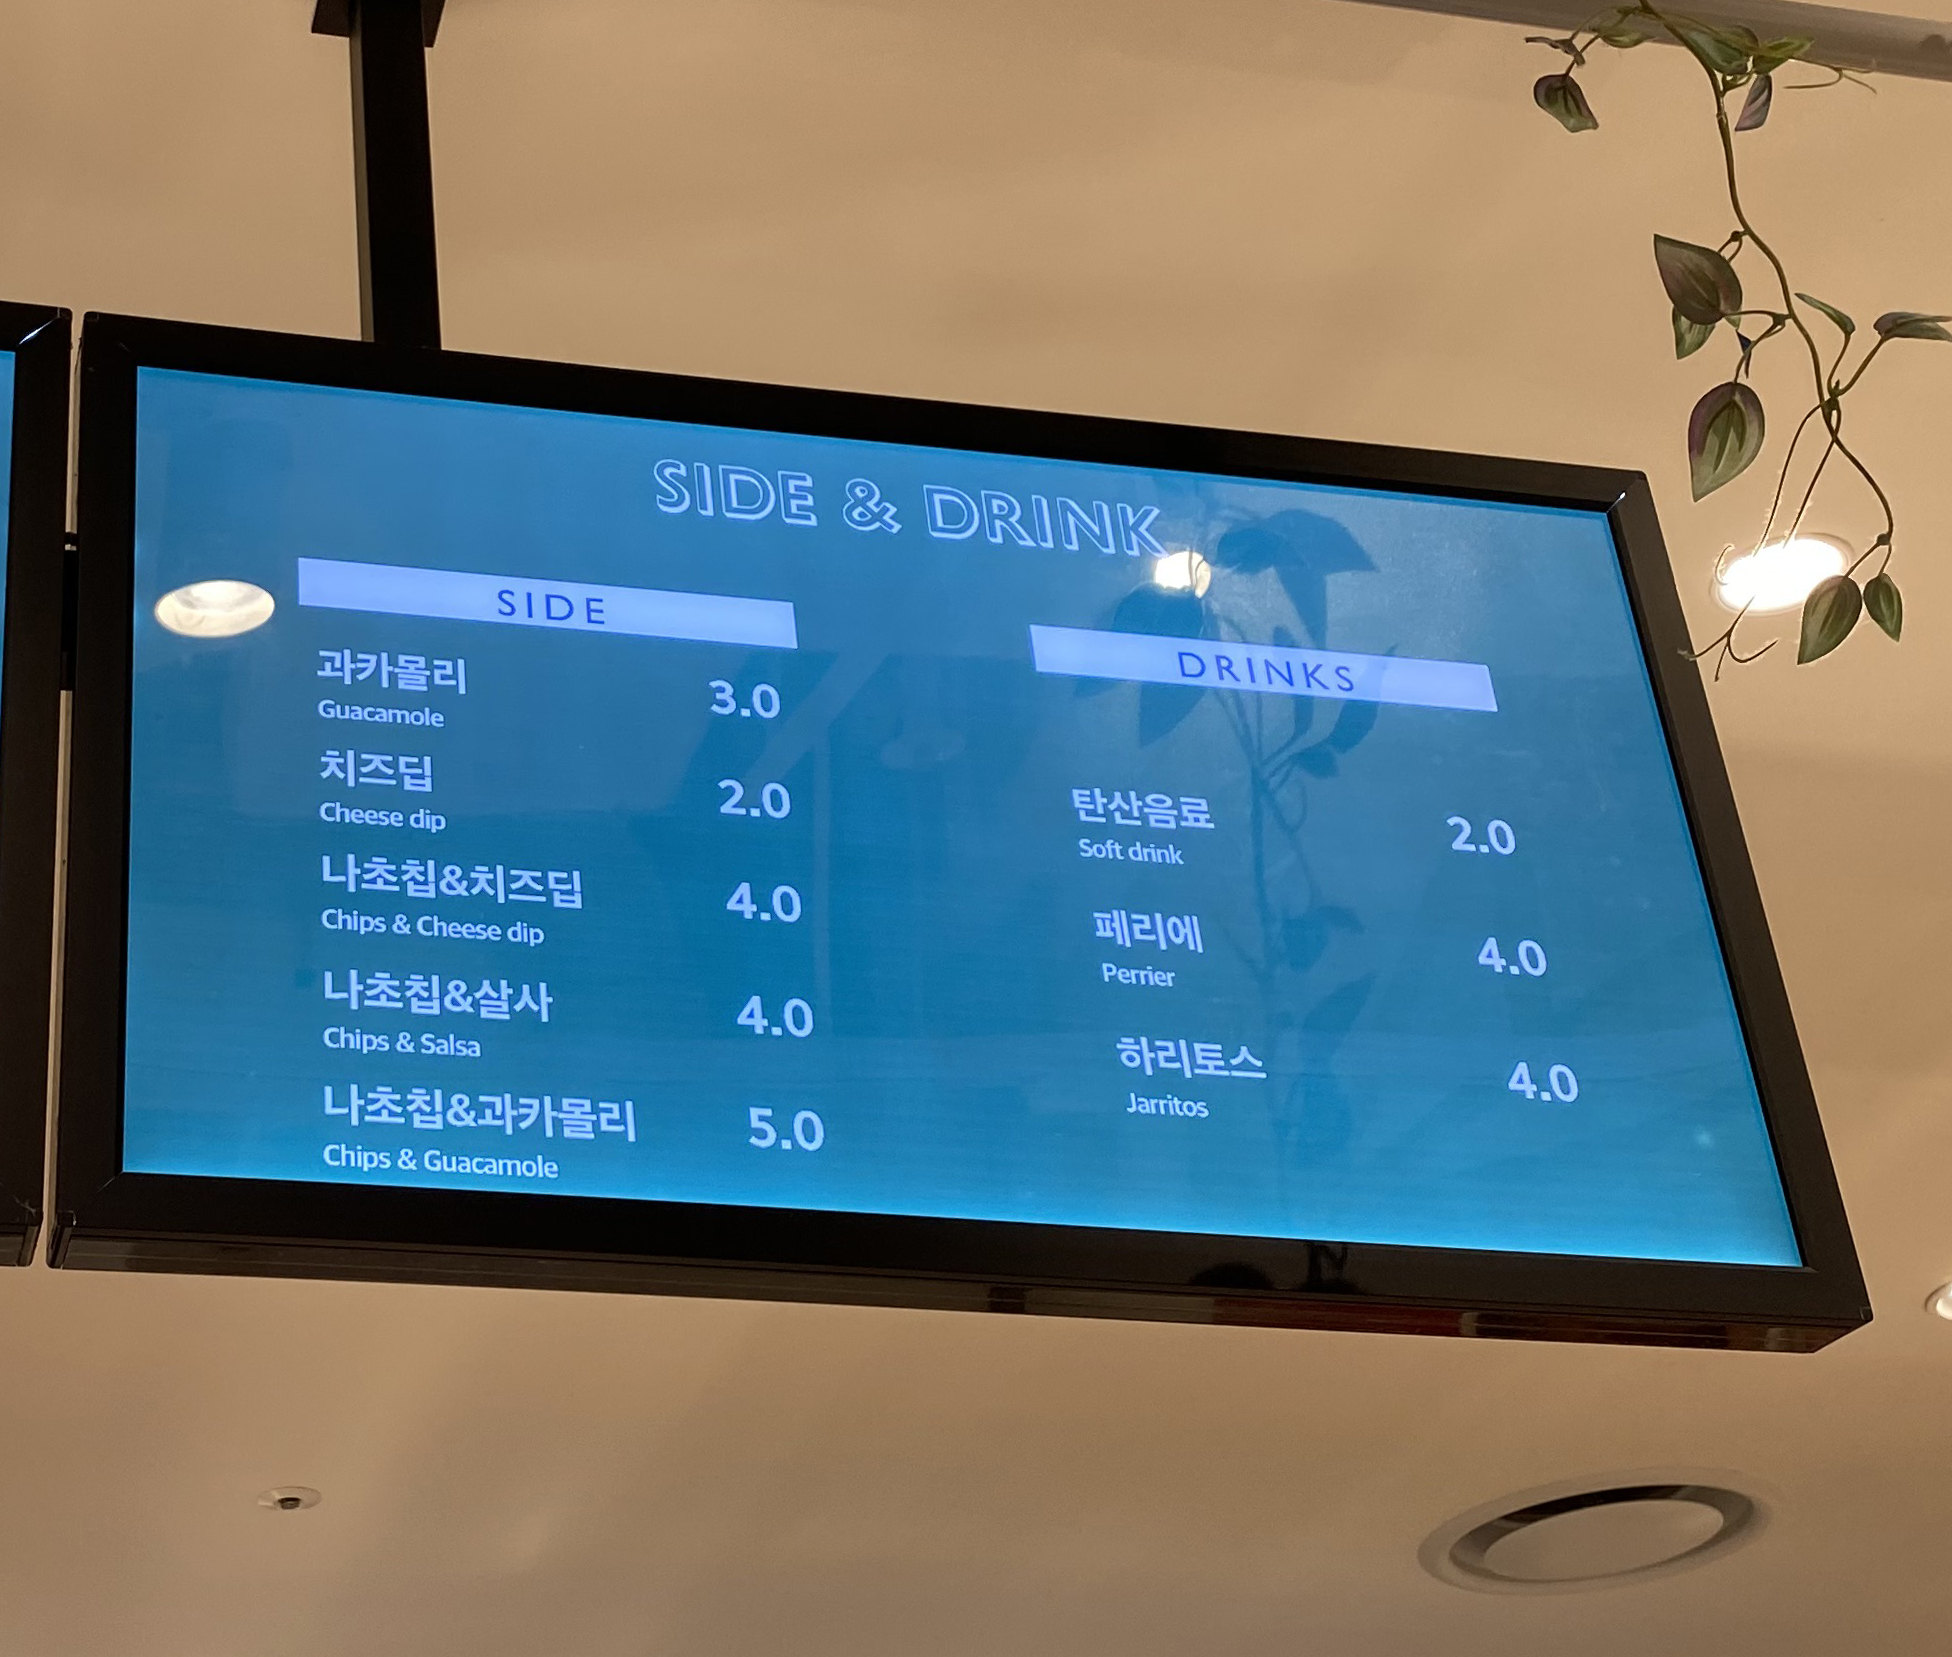 SIDE & DRINK
SIDE
과카몰리 3.0
Guacamole
치즈딥 2.0
Cheese dip
나초칩&치즈딥 4.0
Chips & Cheese dip
나초칩&살사 4.0
Chips & Salsa
나초칩&과카몰리 5.0
Chips & Guacamole
DRINKS
탄산음료 2.0
Soft drink
페리에 4.0
Perrier
하리토스 4.0
Jarritos